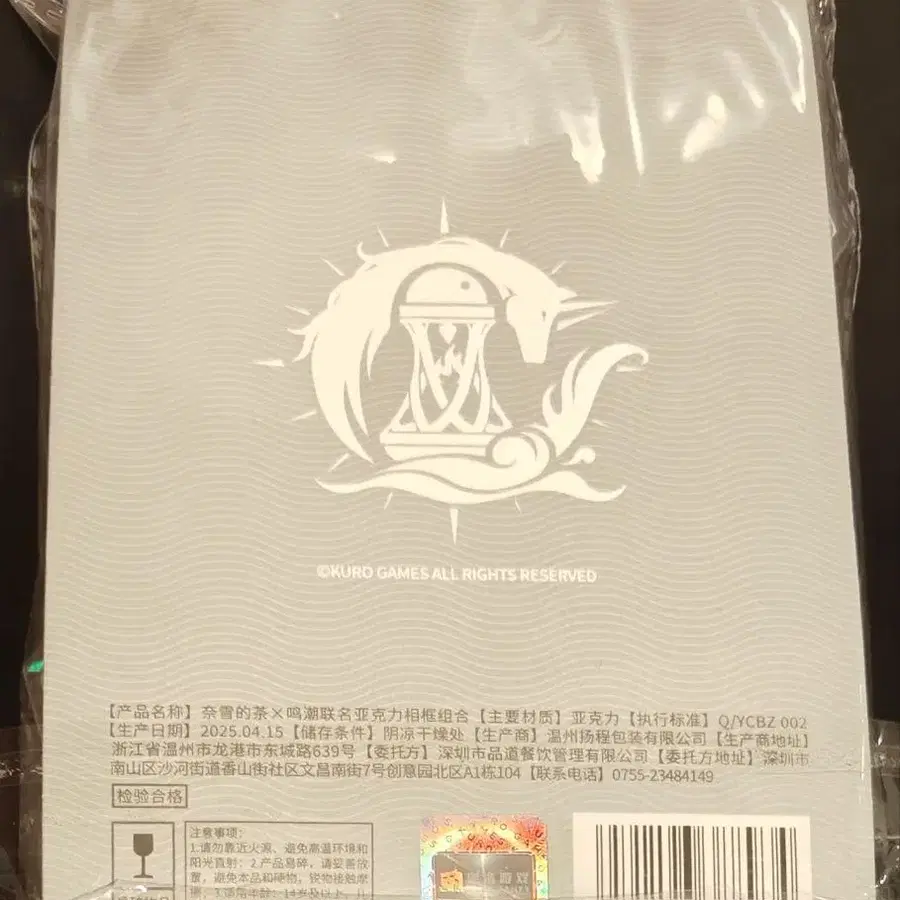 ©KURO GAMES ALL RIGHTS RESERVED
【产品名称】奈雪的茶×鸣潮联名亚克力相框组合【主要材质】亚克力【执行标准】Q/YCBZ 002
【生产日期】2025.04.15【储存条件】阴凉干燥处【生产商】温州扬程包装有限公司【生产商地址】
浙江省温州市龙港市东城路639号【委托方】深圳市品道餐饮管理有限公司【委托方地址】深圳市
南山区沙河街道香山街社区文昌南街7号创意园北区A1栋104【联系电话】0755-23484149
检验合格
注意事项：
1.请勿靠近火源、避免高温环境和
阳光直射；2.产品易碎，请妥善放
置，避免本品和硬物，锐物接触摩